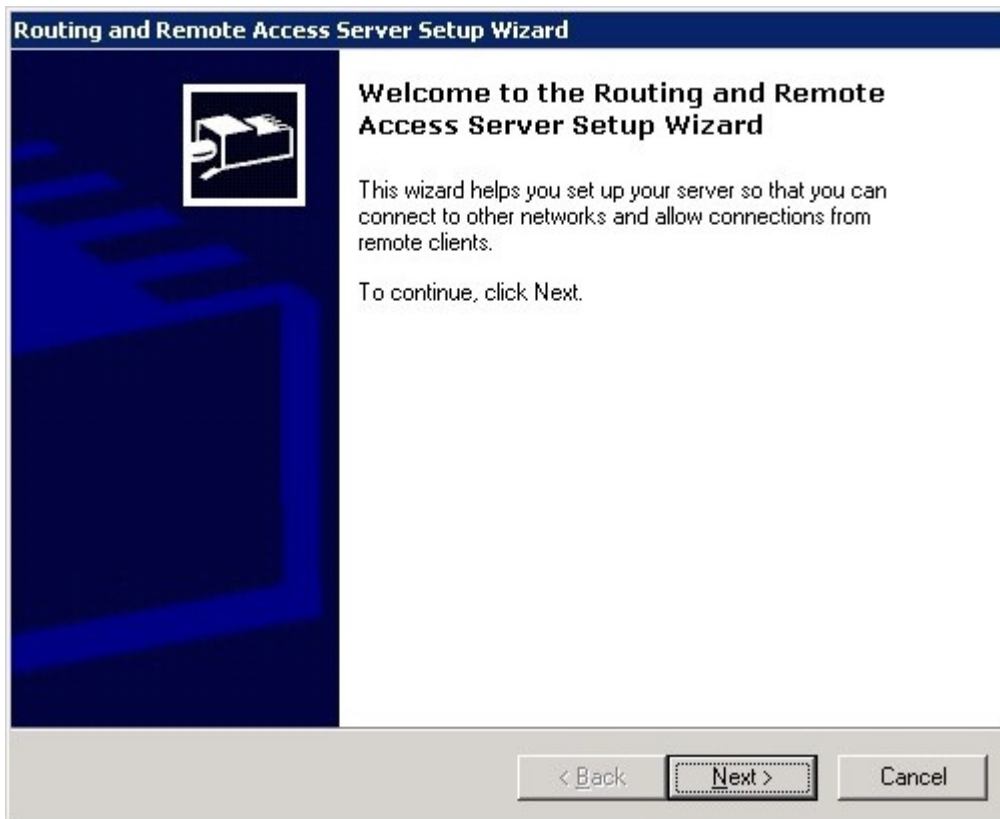 Routing and Remote Access Server Setup Wizard
Welcome to the Routing and Remote
Access Server Setup Wizard
This wizard helps you set up your server so that you can
connect to other networks and allow connections from
remote clients.
To continue, click Next.
< Back
Next >
Cancel